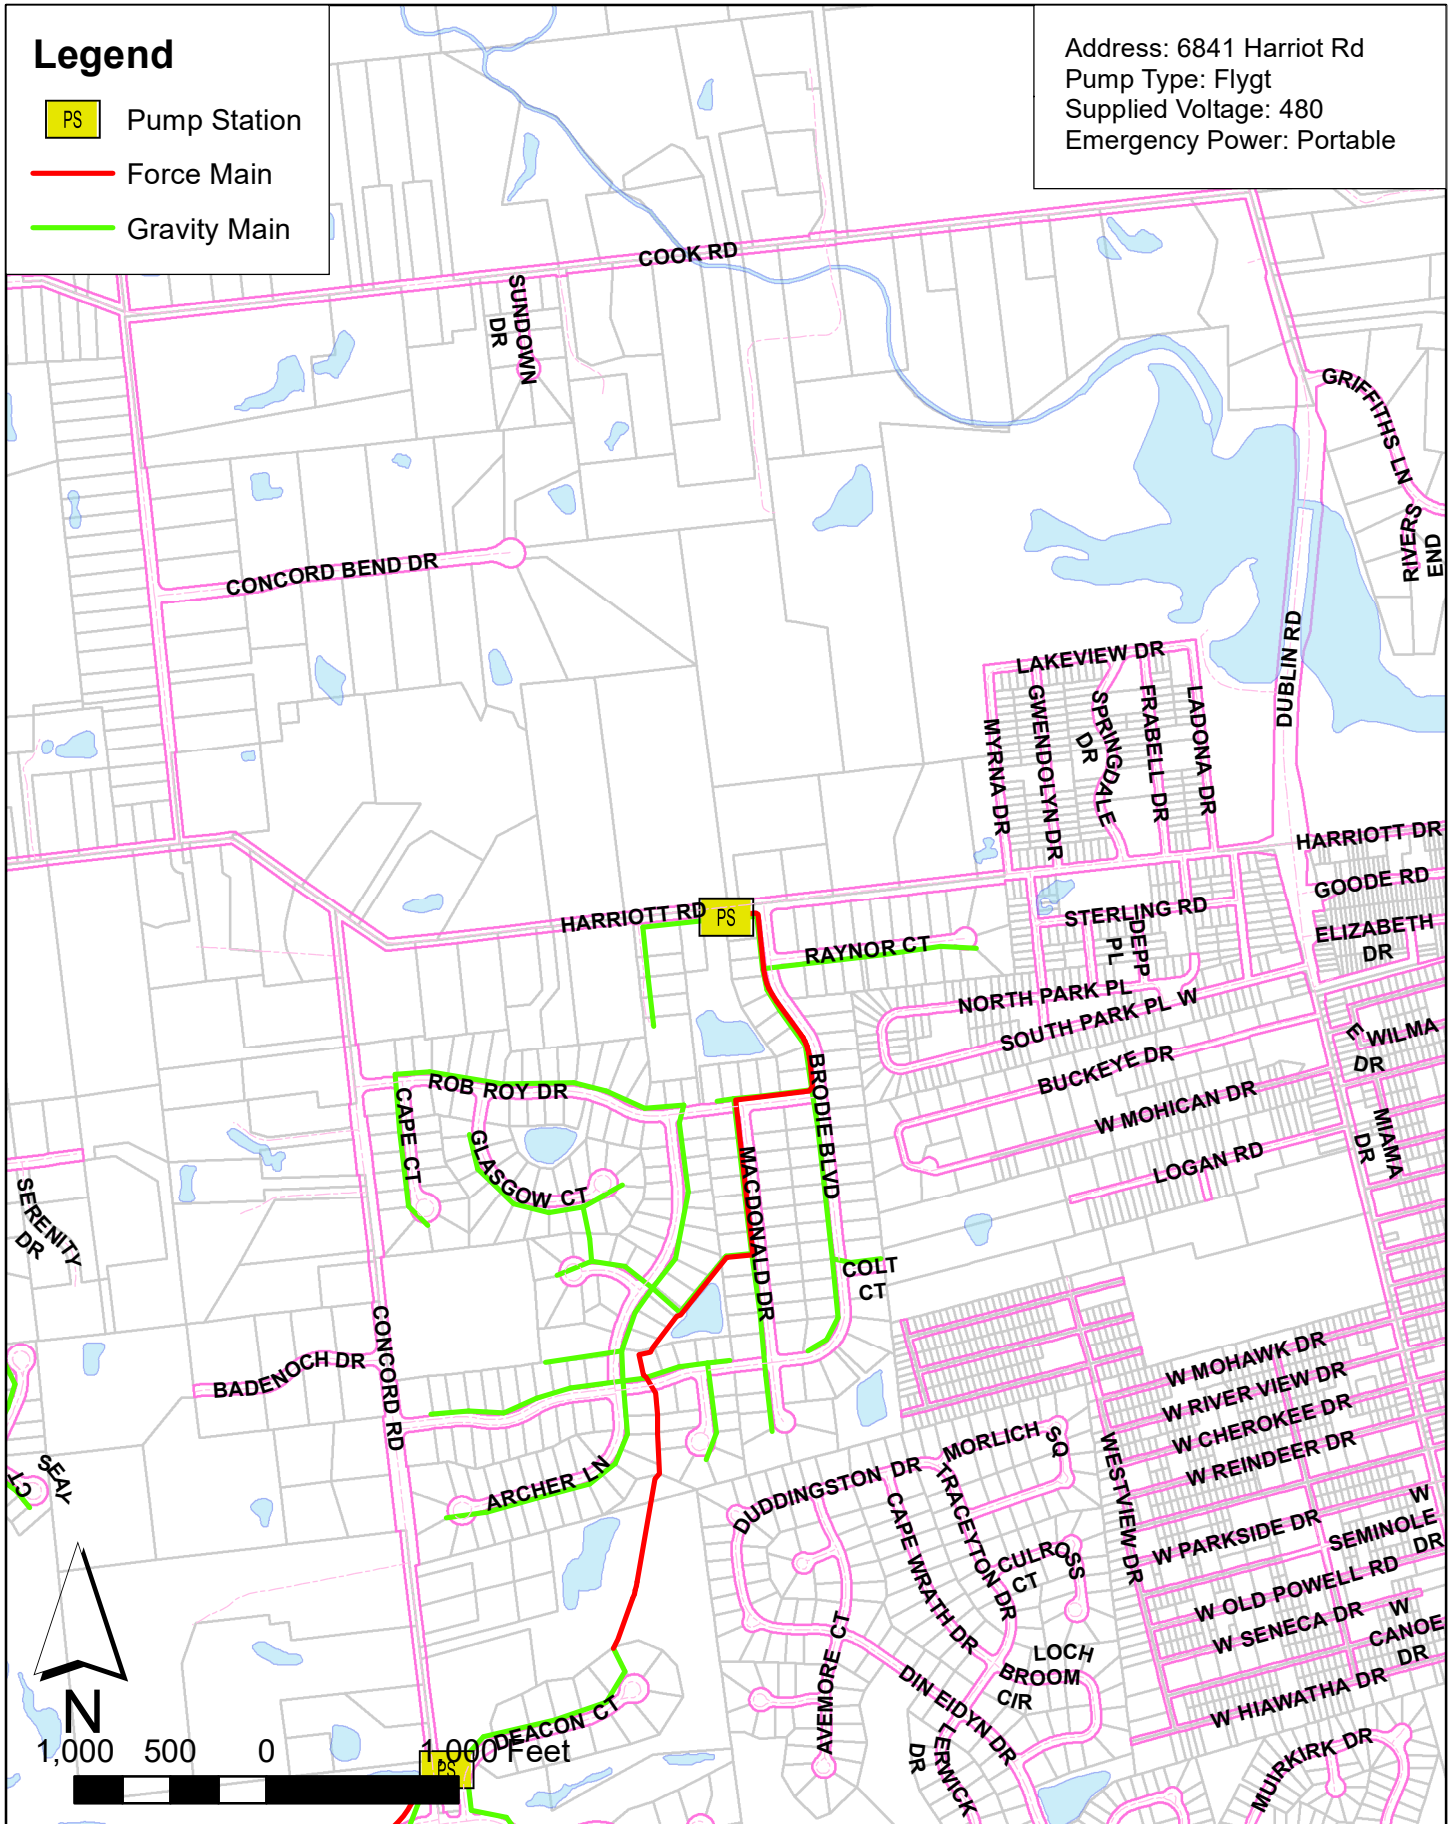 Legend
PS Pump Station
Force Main
Gravity Main
Address: 6841 Harriot Rd
Pump Type: Flygt
Supplied Voltage: 480
Emergency Power: Portable
COOK RD
SUNDOWN
DR
GRIFFITHS LN
RIVERS
END
CONCORD BEND DR
DUBLIN RD
LAKEVIEW DR
MYRNA DR
GWENDOLYN DR
SPRINGDALE
DR
FRABELL DR
LADONA DR
HARRIOTT DR
GOODE RD
ELIZABETH
DR
HARRIOTT RD
PS
STERLING RD
DEPP
PL
RAYNOR CT
NORTH PARK PL
SOUTH PARK PL W
E WILMA
DR
BUCKEYE DR
W MOHICAN DR
MIAMA
DR
LOGAN RD
ROB ROY DR
CAPE CT
GLASGOW CT
BRODIE BLVD
MACDONALD DR
COLT
CT
SERENITY
DR
BADENOCH DR
CONCORD RD
W MOHAWK DR
W RIVER VIEW DR
W CHEROKEE DR
W REINDEER DR
WESTVIEW DR
W PARKSIDE DR
W
SEMINOLE
DR
W OLD POWELL RD
W SENECA DR
W
CANOE
DR
W HIAWATHA DR
SEAY
CT
ARCHER LN
MORLICH
SQ
DUDDINGSTON DR
TRACEYTON DR
CAPE WRATH DR
CULROSS
CT
LOCH
BROOM
CIR
AVEMORE CT
DIN EIDYN DR
LERWICK
DR
MUIRKIRK DR
DEACON CT
PS
N
1,000 500 0 1,000 Feet